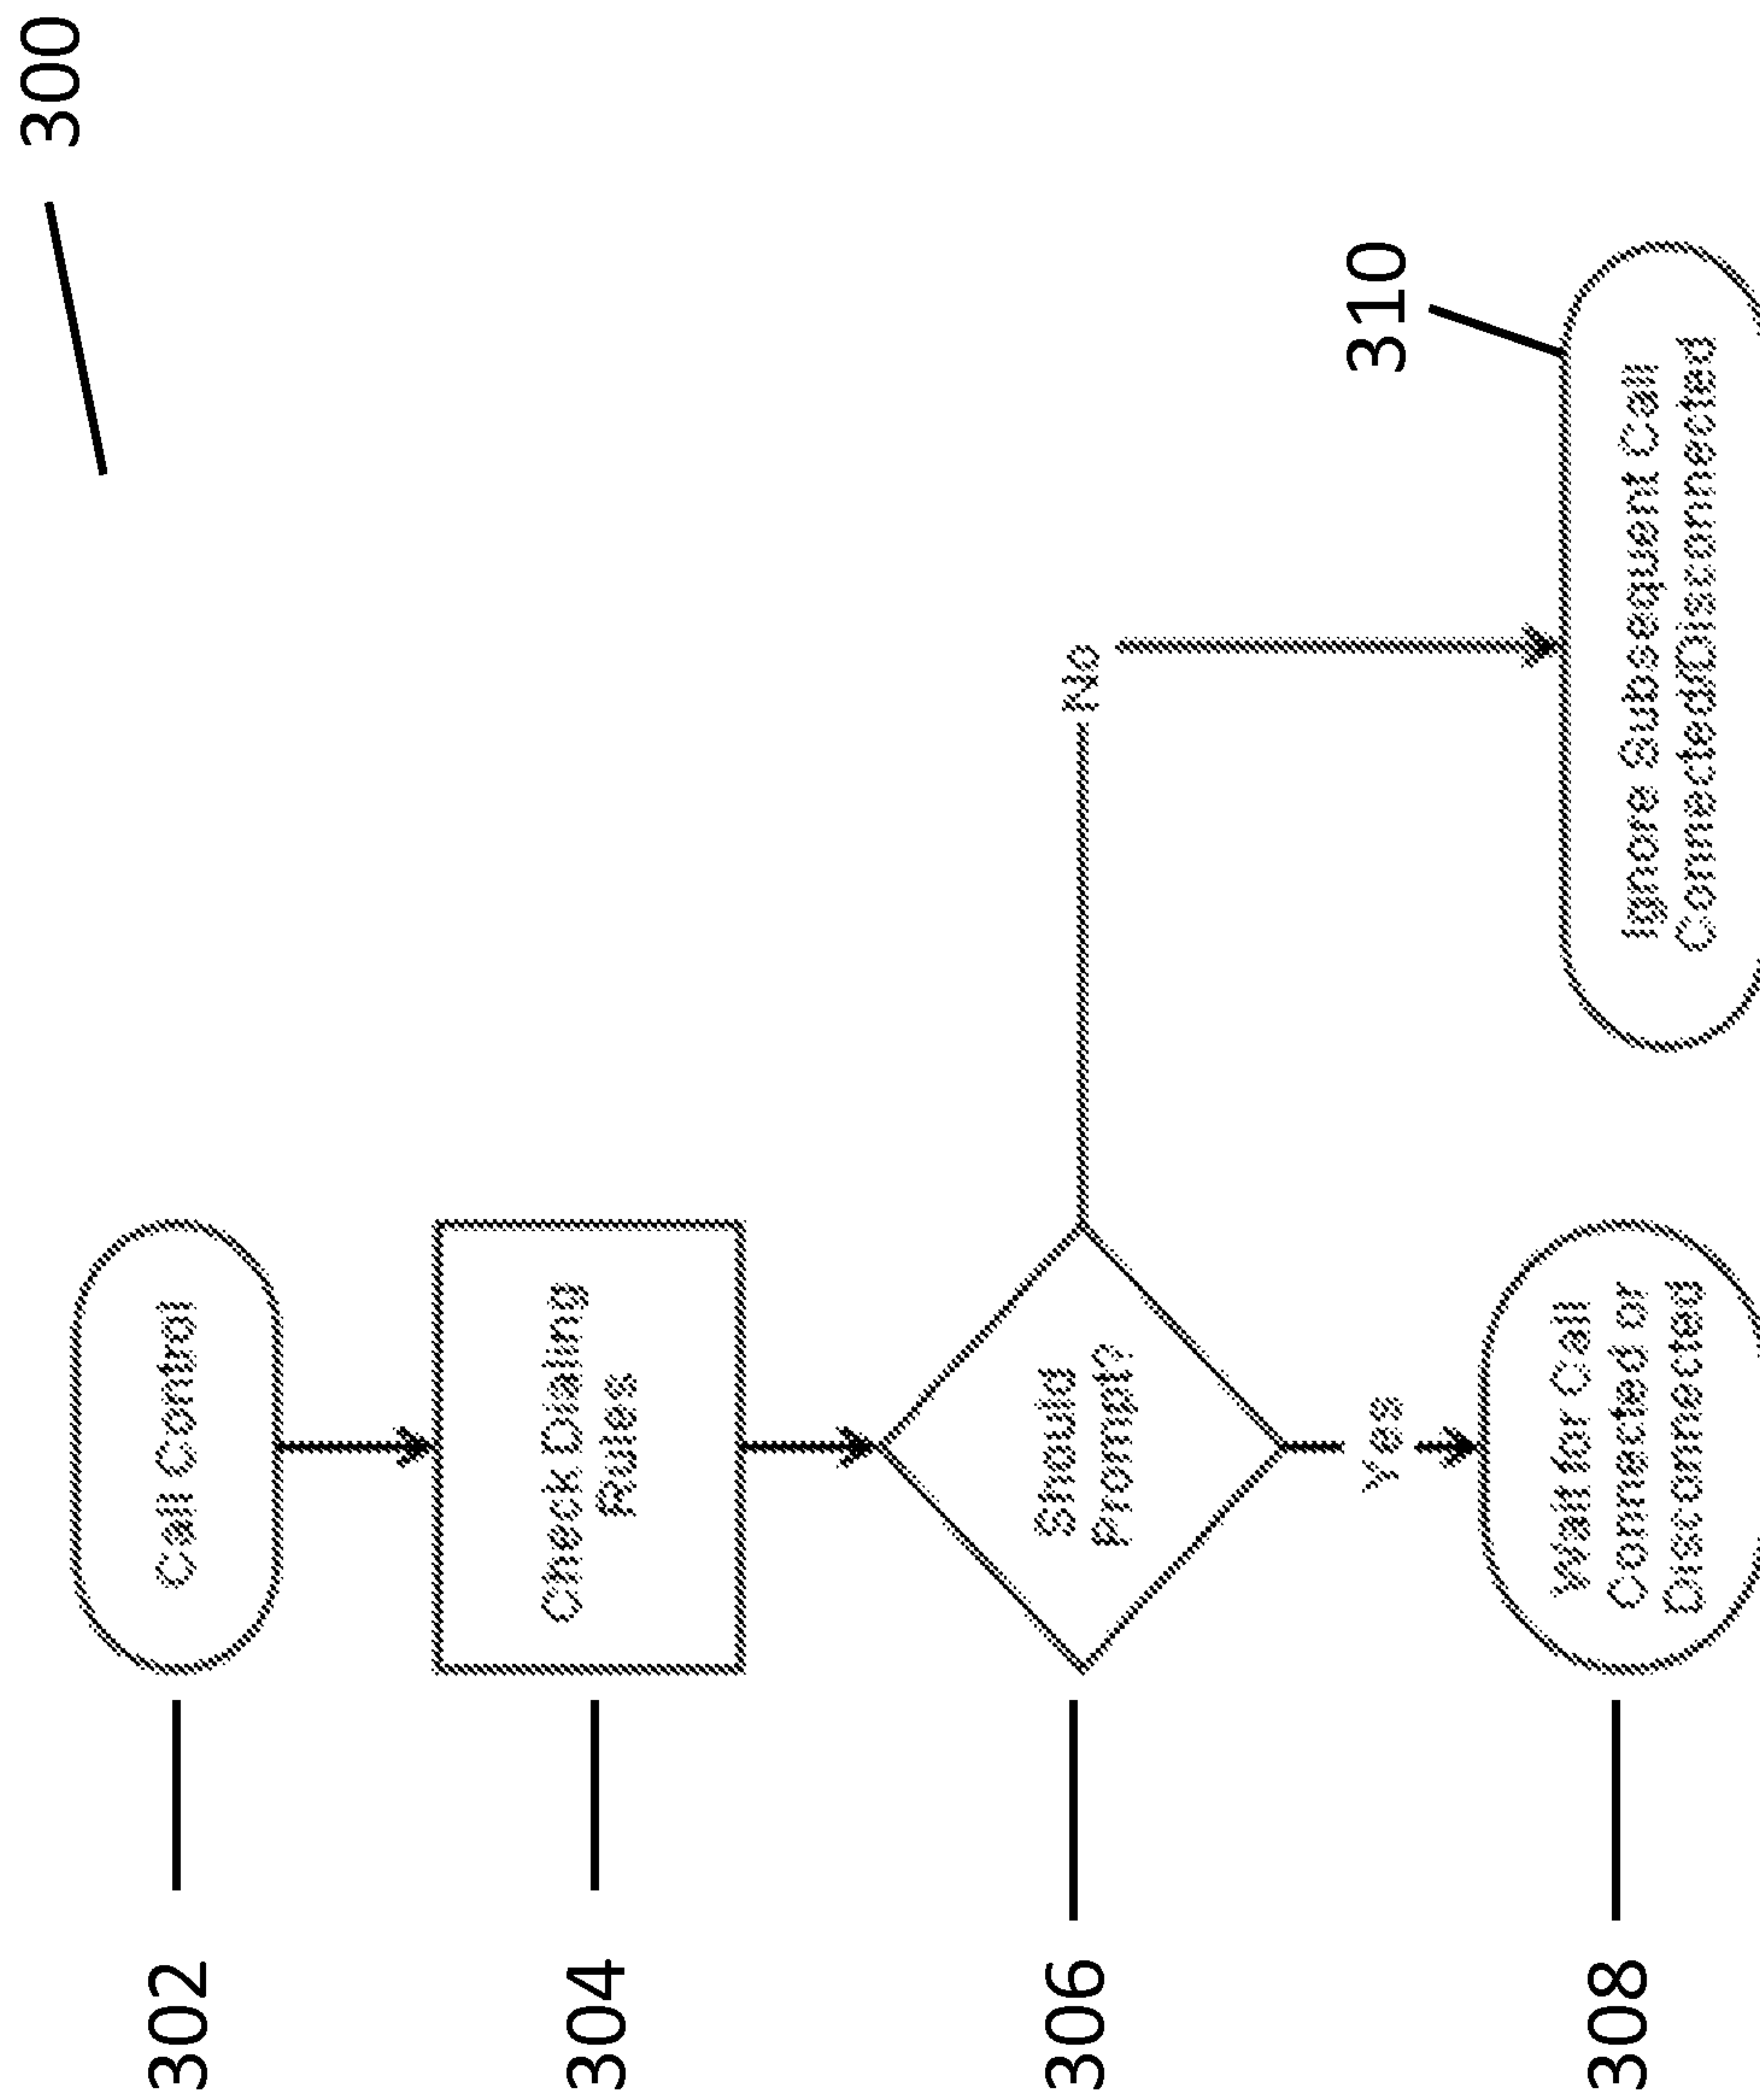 300
302
Call Control
304
Check Dialing
Rules
306
Should
Prompt?
No
Yes
308
Wait for Call
Connected or
Disconnected
310
Ignore Subsequent Call
Connected/Disconnected